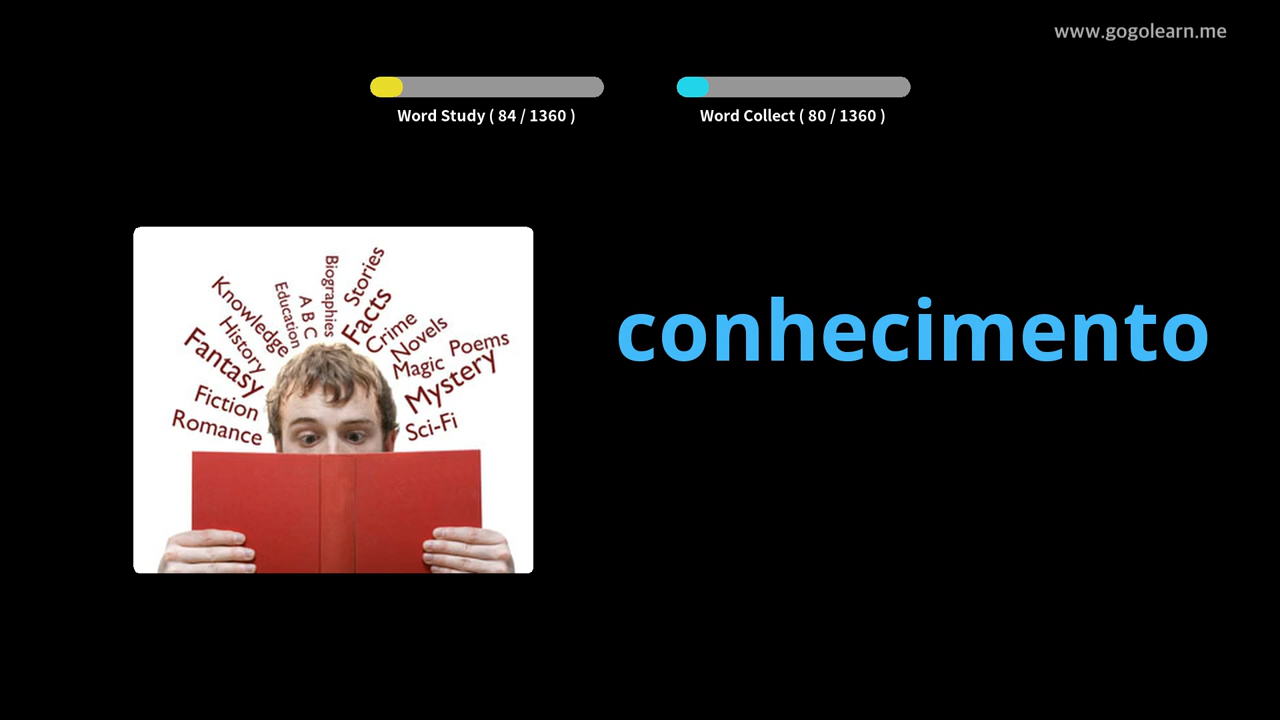 www.gogolearn.me
Word Study ( 84 / 1360 )
Word Collect ( 80 / 1360 )
conhecimento
Knowledge
Education
A B C
Biographies
Stories
Facts
Crime
Novels
Poems
History
Fantasy
Magic
Mystery
Fiction
Romance
Sci-Fi